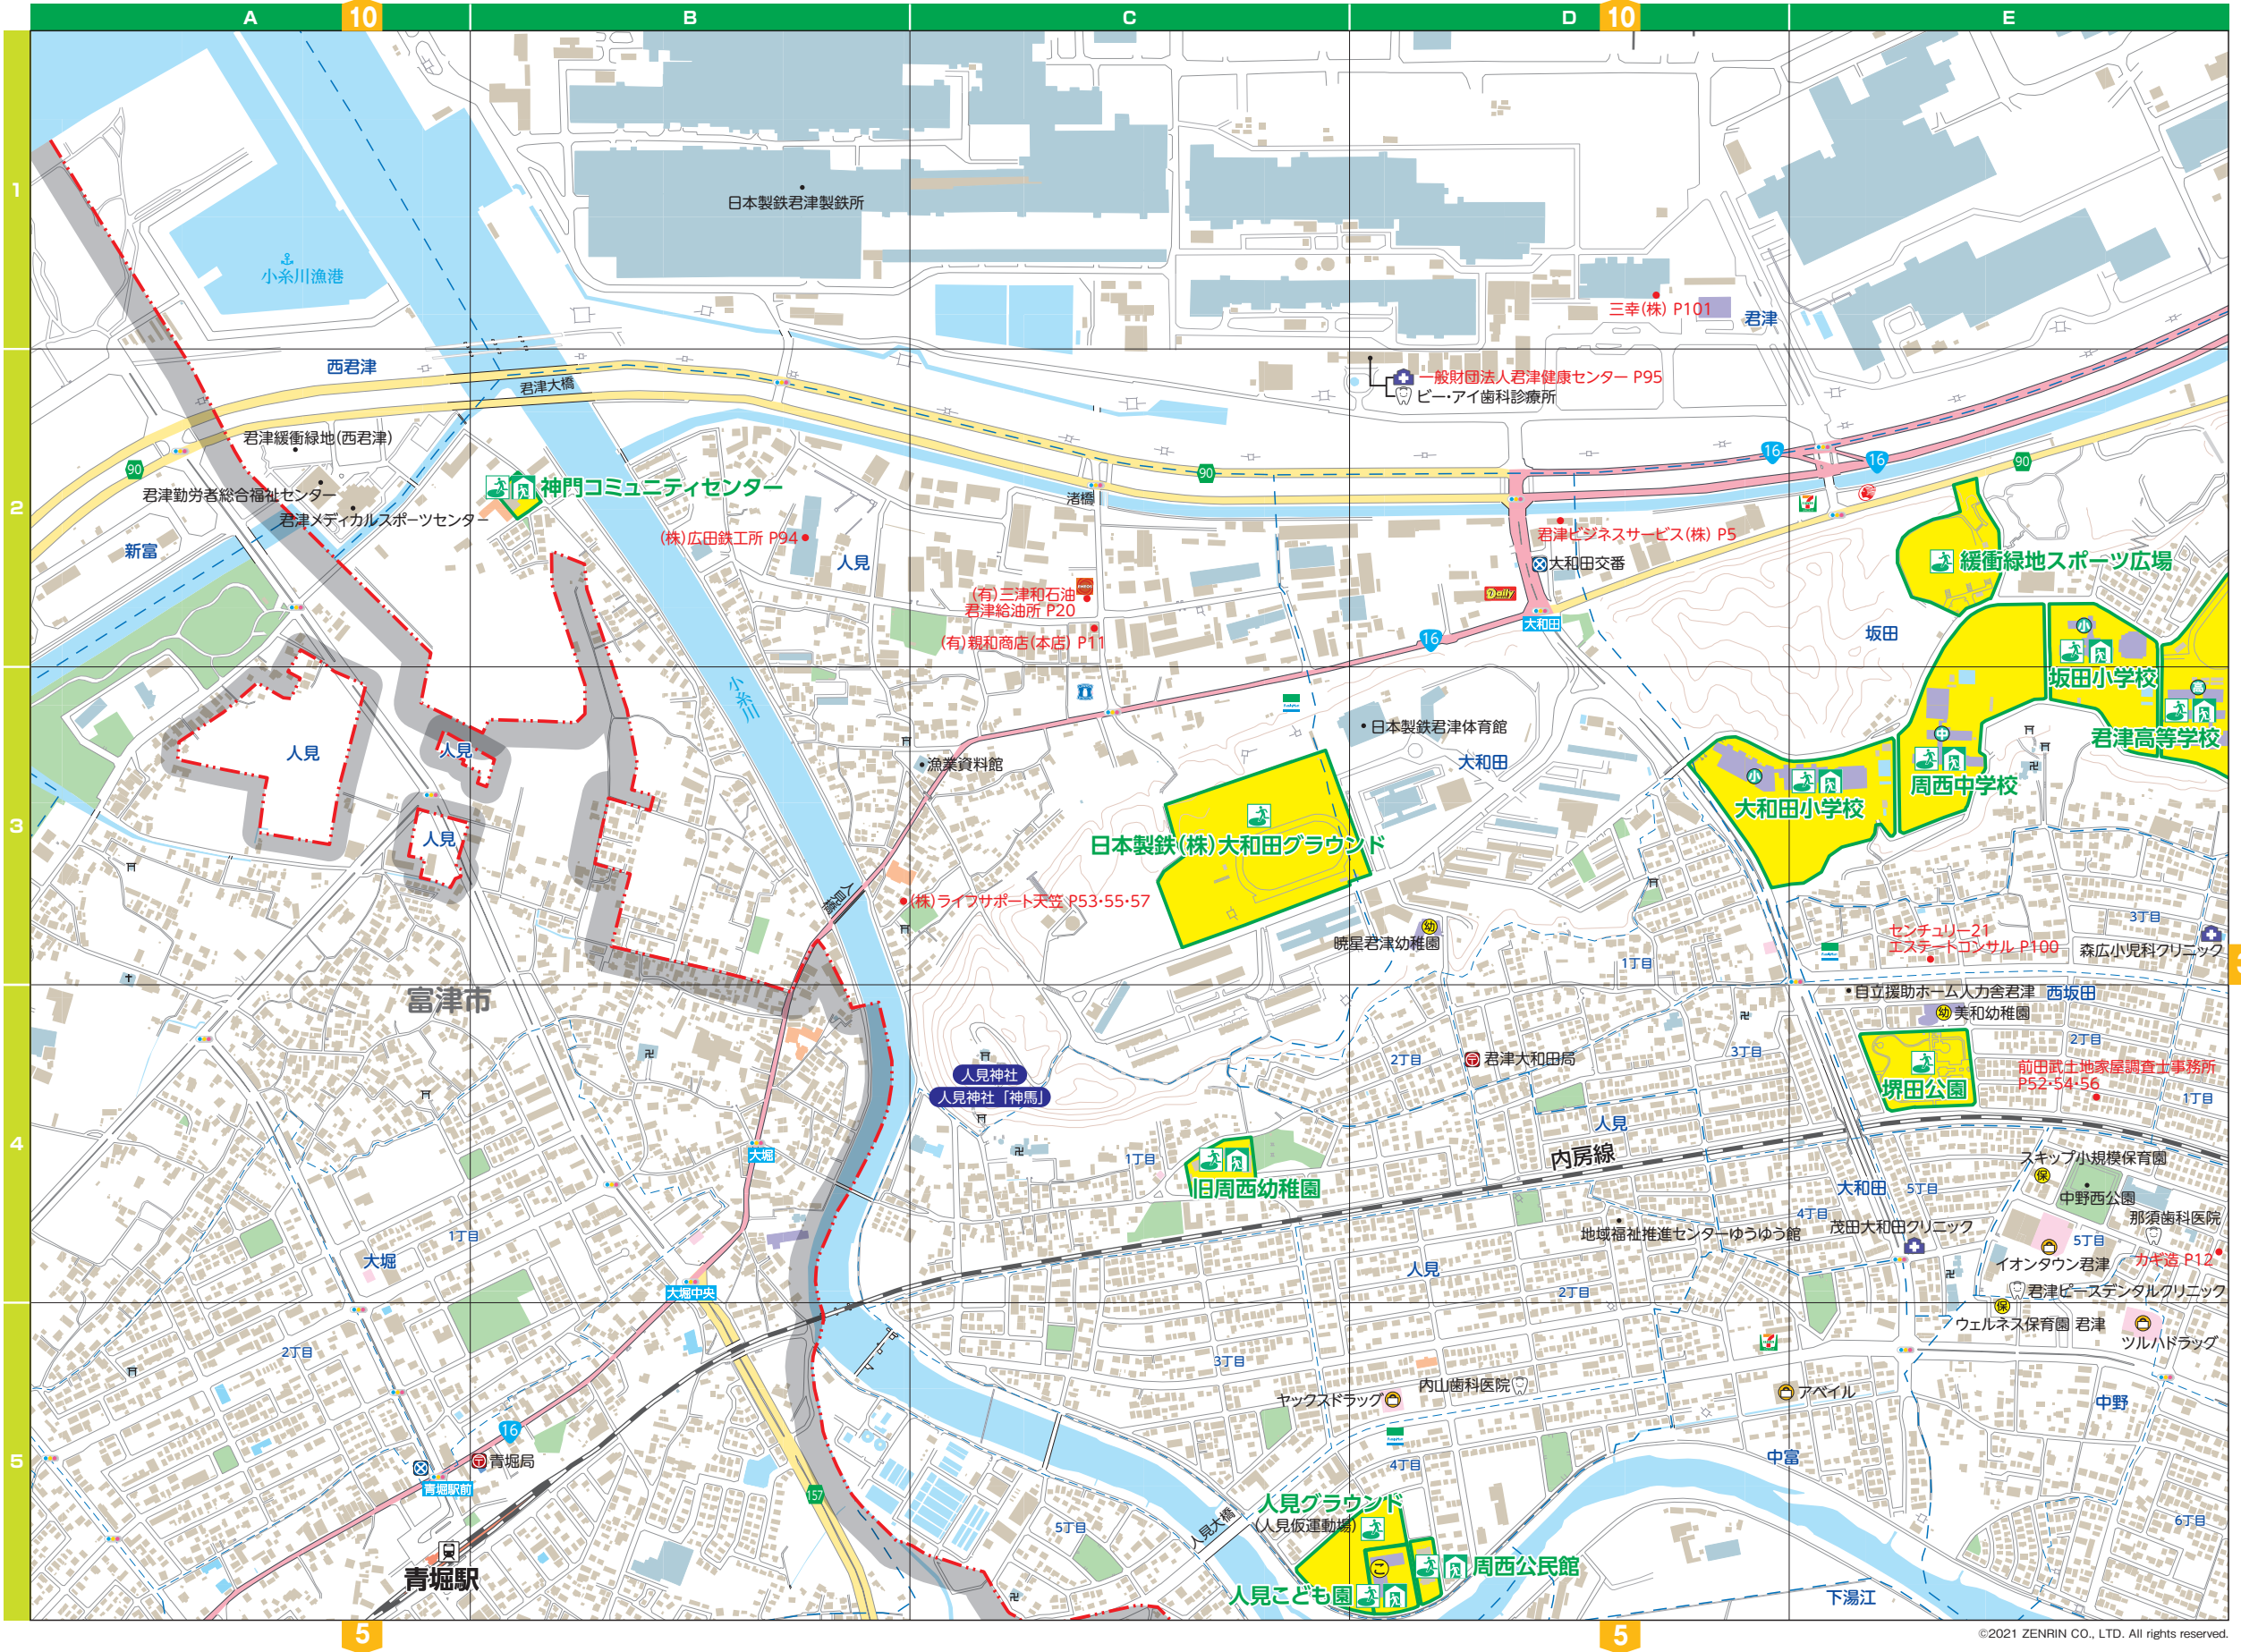 A
10
B
C
D
10
E
1
日本製鉄君津製鉄所
小糸川漁港
三幸(株) P101
君津
西君津
君津大橋
一般財団法人君津健康センター P95
ビー・アイ歯科診療所
君津緩衝緑地(西君津)
16
16
90
90
90
君津勤労者総合福祉センター
神門コミュニティセンター
渚橋
2
君津メディカルスポーツセンター
(株)広田鉄工所 P94
君津ビジネスサービス(株) P5
新富
人見
大和田交番
緩衝緑地スポーツ広場
(有)三津和石油
君津給油所 P20
Daily
大和田
坂田
(有)親和商店(本店) P11
16
小
坂田小学校
小糸川
高
日本製鉄君津体育館
君津高等学校
人見
人見
漁業資料館
大和田
中
周西中学校
小
大和田小学校
3
人見
日本製鉄(株)大和田グラウンド
人見橋
(株)ライフサポート天笠 P53・55・57
3丁目
幼
暁星君津幼稚園
センチュリー21
エステートコンサル P100
森広小児科クリニック
1丁目
富津市
自立援助ホーム人力舎君津
西坂田
幼
美和幼稚園
2丁目
君津大和田局
3丁目
2丁目
人見神社
人見神社「神馬」
堺田公園
前田武土地家屋調査士事務所
P52・54・56
1丁目
4
人見
大堀
1丁目
内房線
スキップ小規模保育園
保
旧周西幼稚園
大和田
5丁目
中野西公園
4丁目
那須歯科医院
1丁目
地域福祉推進センターゆうゆう館
茂田大和田クリニック
5丁目
大堀
イオンタウン君津
カギ造 P12
人見
大堀中央
2丁目
君津ピースデンタルクリニック
保
ウェルネス保育園 君津
ツルハドラッグ
2丁目
3丁目
内山歯科医院
ヤックスドラッグ
アベイル
中野
16
5
青堀局
中富
4丁目
青堀駅前
157
人見グラウンド
(人見仮運動場)
5丁目
人見大橋
6丁目
青堀駅
こ
周西公民館
人見こども園
下湯江
5
5
©2021 ZENRIN CO., LTD. All rights reserved.